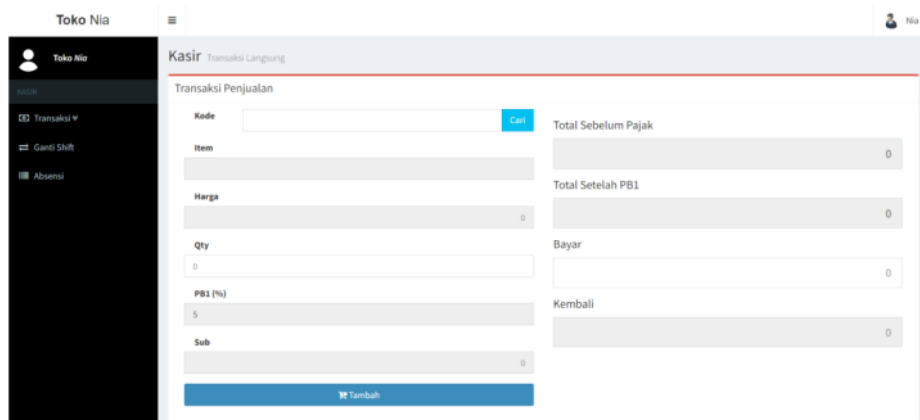 Toko Nia
Nia
Toko Nia
KASIR
Transaksi
Ganti Shift
Absensi
Kasir Transaksi Langsung
Transaksi Penjualan
Kode
Cari
Item
Harga
0
Qty
0
PB1 (%)
5
Sub
0
Tambah
Total Sebelum Pajak
0
Total Setelah PB1
0
Bayar
0
Kembali
0